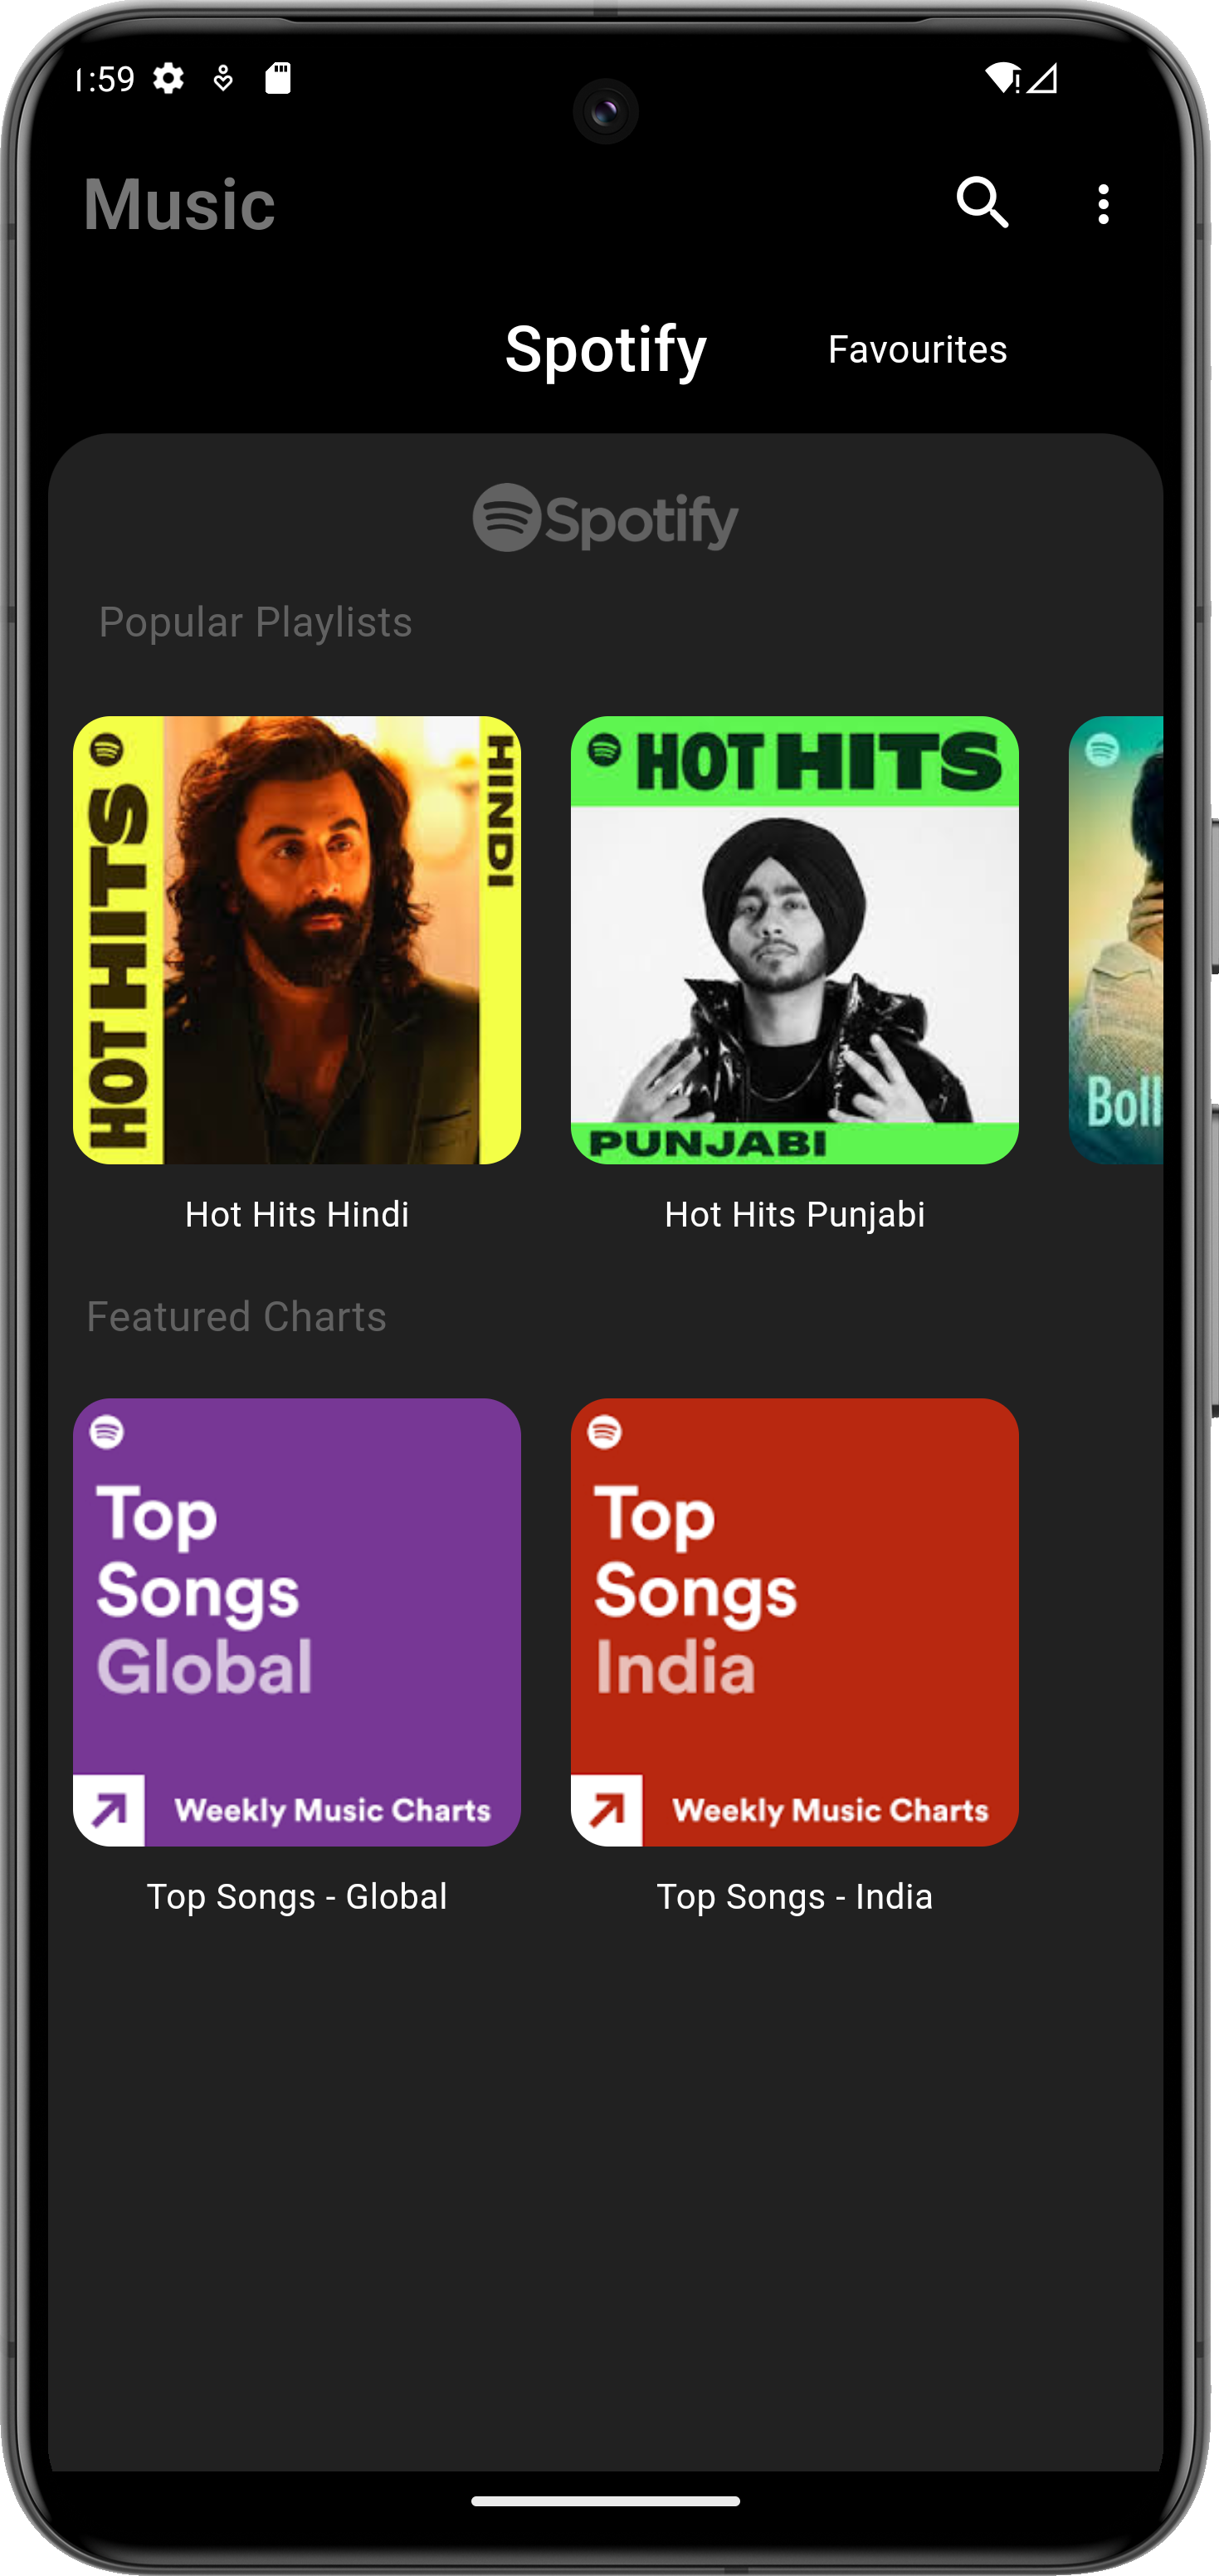 1:59
Music
Spotify Favourites
Spotify
Popular Playlists
HOT HITS
HINDI
HOT HITS
PUNJABI
Boll
Hot Hits Hindi
Hot Hits Punjabi
Featured Charts
Top
Songs
Global
Weekly Music Charts
Top
Songs
India
Weekly Music Charts
Top Songs - Global
Top Songs - India